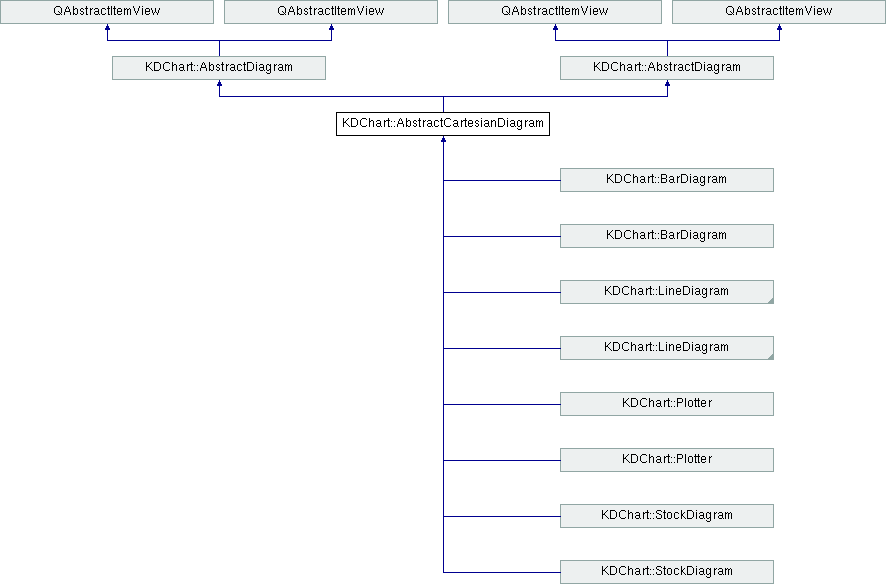 QAbstractItemView
QAbstractItemView
QAbstractItemView
QAbstractItemView
KDChart::AbstractDiagram
KDChart::AbstractDiagram
KDChart::AbstractCartesianDiagram
KDChart::BarDiagram
KDChart::BarDiagram
KDChart::LineDiagram
KDChart::LineDiagram
KDChart::Plotter
KDChart::Plotter
KDChart::StockDiagram
KDChart::StockDiagram